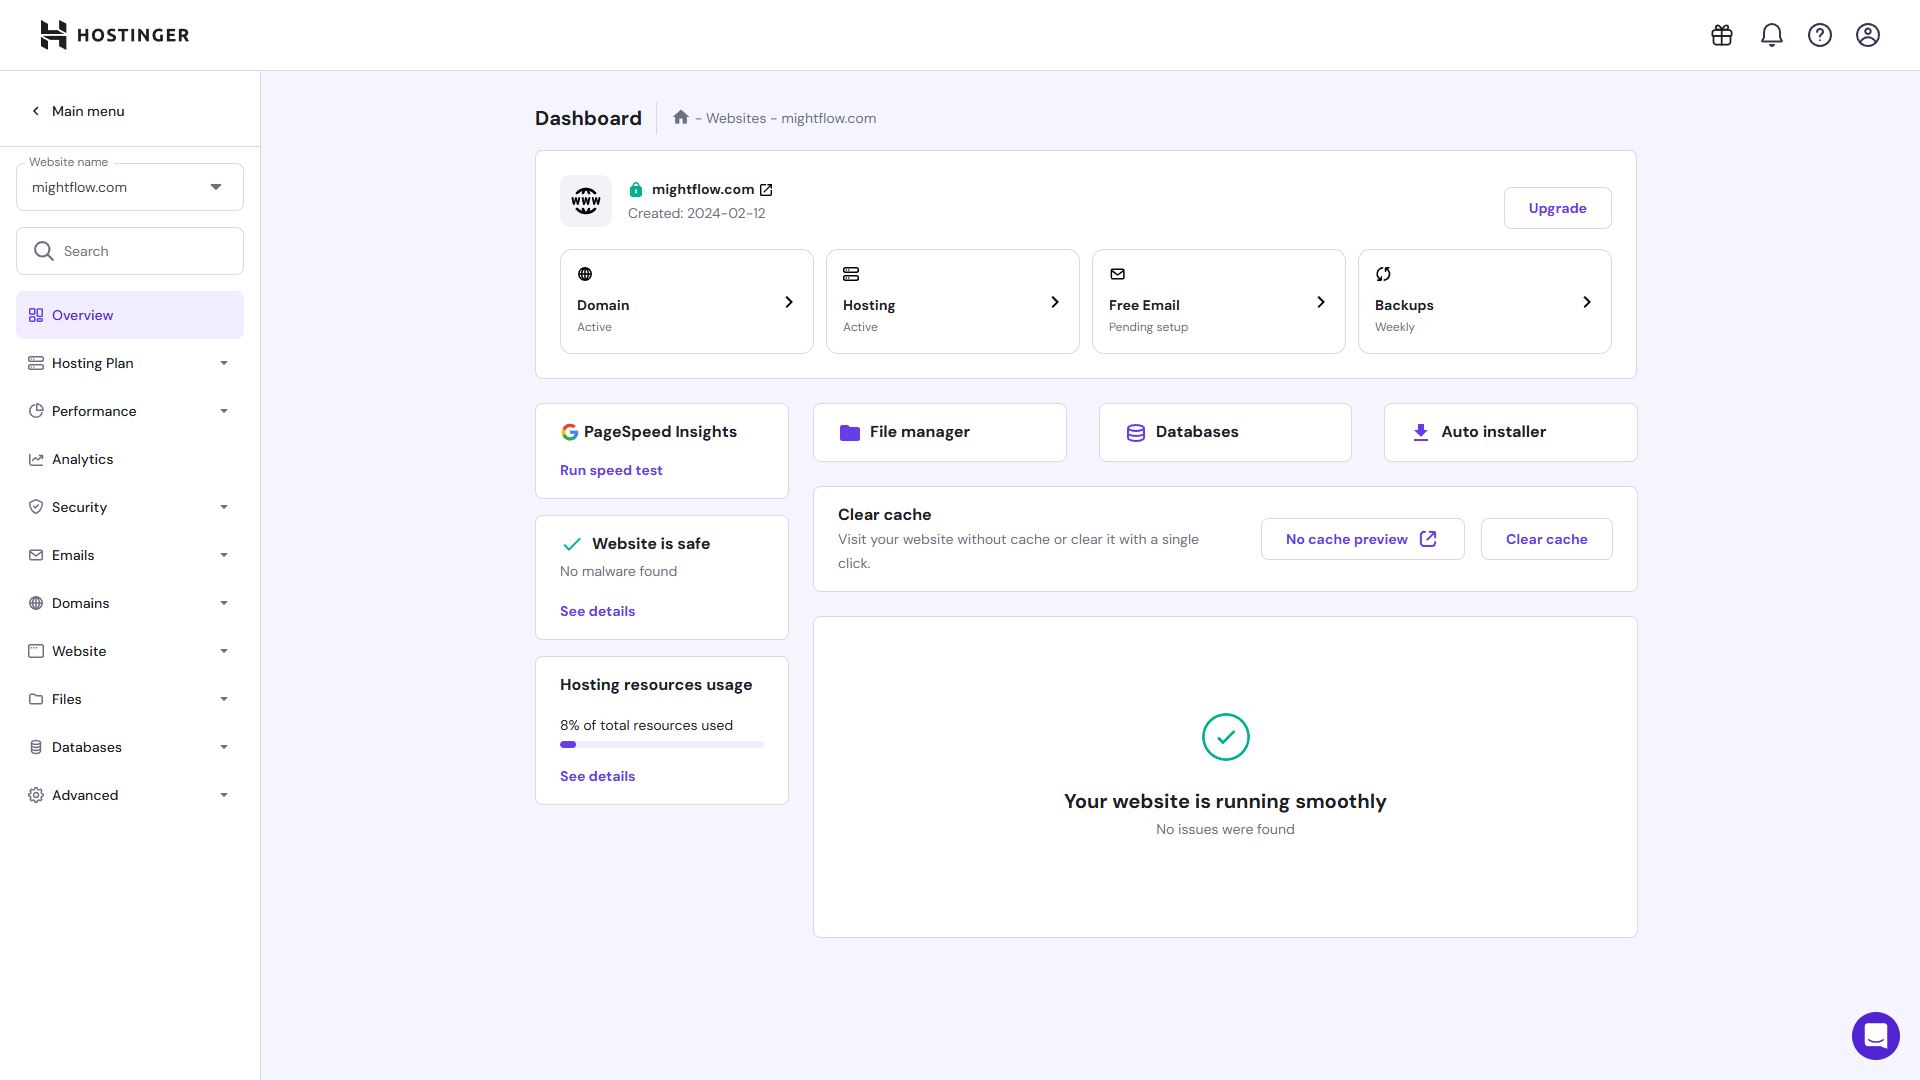 HOSTINGER
Main menu
Website name
mightflow.com
Search
Overview
Hosting Plan
Performance
Analytics
Security
Emails
Domains
Website
Files
Databases
Advanced
Dashboard
- Websites - mightflow.com
mightflow.com
Created: 2024-02-12
Upgrade
www
Domain
Active
Hosting
Active
Free Email
Pending setup
Backups
Weekly
PageSpeed Insights
Run speed test
File manager
Databases
Auto installer
Website is safe
No malware found
See details
Clear cache
Visit your website without cache or clear it with a single
click.
No cache preview
Clear cache
Hosting resources usage
8% of total resources used
See details
Your website is running smoothly
No issues were found